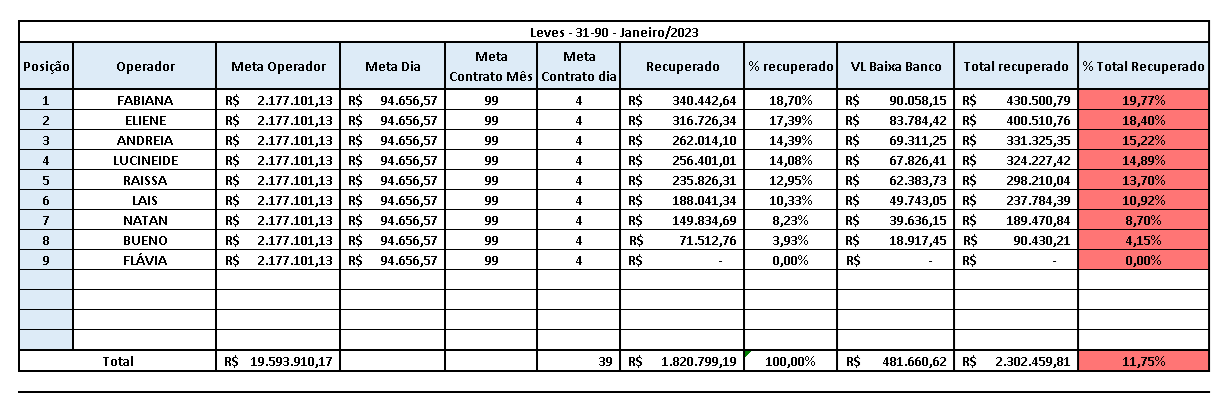 Leves - 31-90 - Janeiro/2023
Posição Operador Meta Operador Meta Dia Meta Contrato Mês Meta Contrato dia Recuperado % recuperado VL Baixa Banco Total recuperado % Total Recuperado
1 FABIANA R$ 2.177.101,13 R$ 94.656,57 99 4 R$ 340.442,64 18,70% R$ 90.058,15 R$ 430.500,79 19,77%
2 ELIENE R$ 2.177.101,13 R$ 94.656,57 99 4 R$ 316.726,34 17,39% R$ 83.784,42 R$ 400.510,76 18,40%
3 ANDREIA R$ 2.177.101,13 R$ 94.656,57 99 4 R$ 262.014,10 14,39% R$ 69.311,25 R$ 331.325,35 15,22%
4 LUCINEIDE R$ 2.177.101,13 R$ 94.656,57 99 4 R$ 256.401,01 14,08% R$ 67.826,41 R$ 324.227,42 14,89%
5 RAISSA R$ 2.177.101,13 R$ 94.656,57 99 4 R$ 235.826,31 12,95% R$ 62.383,73 R$ 298.210,04 13,70%
6 LAIS R$ 2.177.101,13 R$ 94.656,57 99 4 R$ 188.041,34 10,33% R$ 49.743,05 R$ 237.784,39 10,92%
7 NATAN R$ 2.177.101,13 R$ 94.656,57 99 4 R$ 149.834,69 8,23% R$ 39.636,15 R$ 189.470,84 8,70%
8 BUENO R$ 2.177.101,13 R$ 94.656,57 99 4 R$ 71.512,76 3,93% R$ 18.917,45 R$ 90.430,21 4,15%
9 FLÁVIA R$ 2.177.101,13 R$ 94.656,57 99 4 R$ - 0,00% R$ - R$ - 0,00%
Total R$ 19.593.910,17 39 R$ 1.820.799,19 100,00% R$ 481.660,62 R$ 2.302.459,81 11,75%